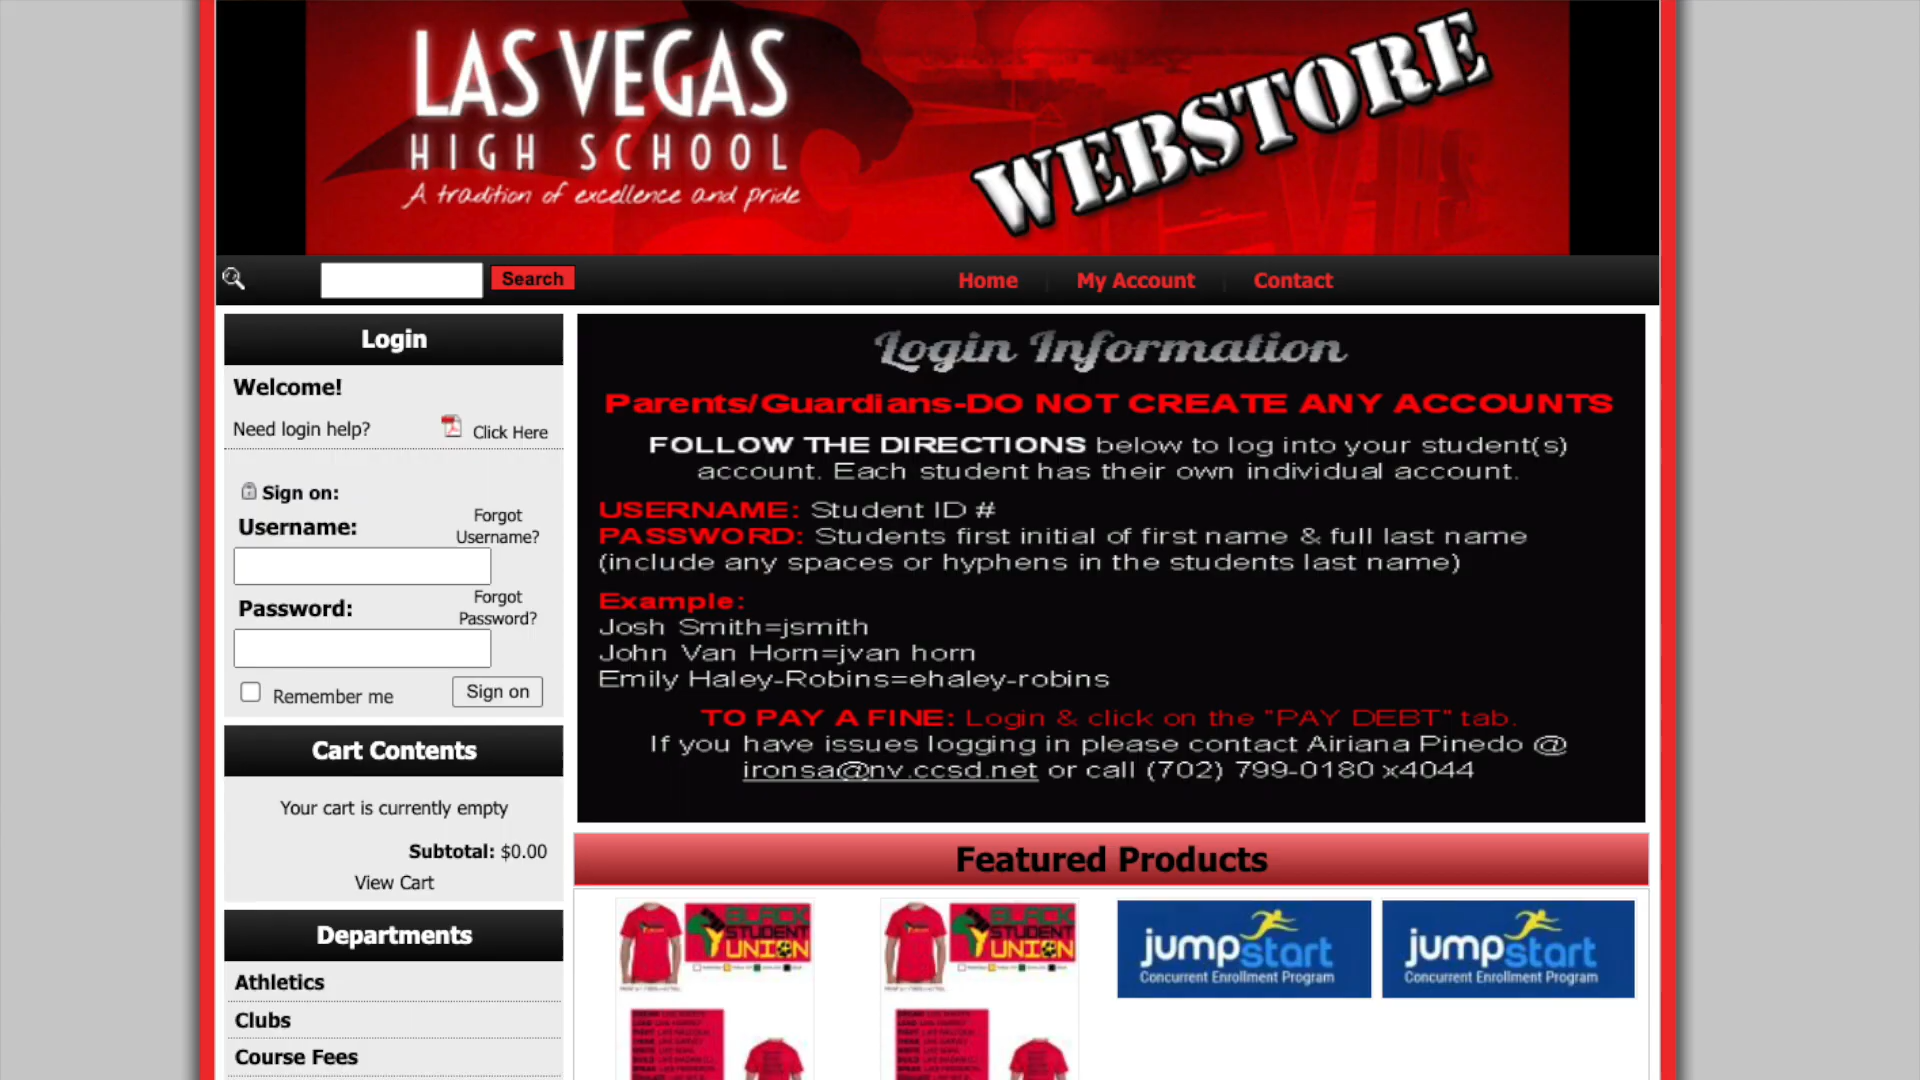 LAS VEGAS
HIGH SCHOOL
A tradition of excellence and pride
WEBSTORE
Search
Home
My Account
Contact
Login
Welcome!
Need login help?
Click Here
Sign on:
Username:
Forgot
Username?
Password:
Forgot
Password?
Remember me
Sign on
Cart Contents
Your cart is currently empty
Subtotal: $0.00
View Cart
Departments
Athletics
Clubs
Course Fees
Login Information
Parents/Guardians-DO NOT CREATE ANY ACCOUNTS
FOLLOW THE DIRECTIONS below to log into your student(s)
account. Each student has their own individual account.
USERNAME: Student ID #
PASSWORD: Students first initial of first name & full last name
(include any spaces or hyphens in the students last name)
Example:
Josh Smith=jsmith
John Van Horn=jvan horn
Emily Haley-Robins=ehaley-robins
TO PAY A FINE: Login & click on the "PAY DEBT" tab.
If you have issues logging in please contact Airiana Pinedo @
ironsa@nv.ccsd.net or call (702) 799-0180 x4044
Featured Products
BLACK
STUDENT
UNION
BLACK
STUDENT
UNION
jumpstart
Concurrent Enrollment Program
jumpstart
Concurrent Enrollment Program